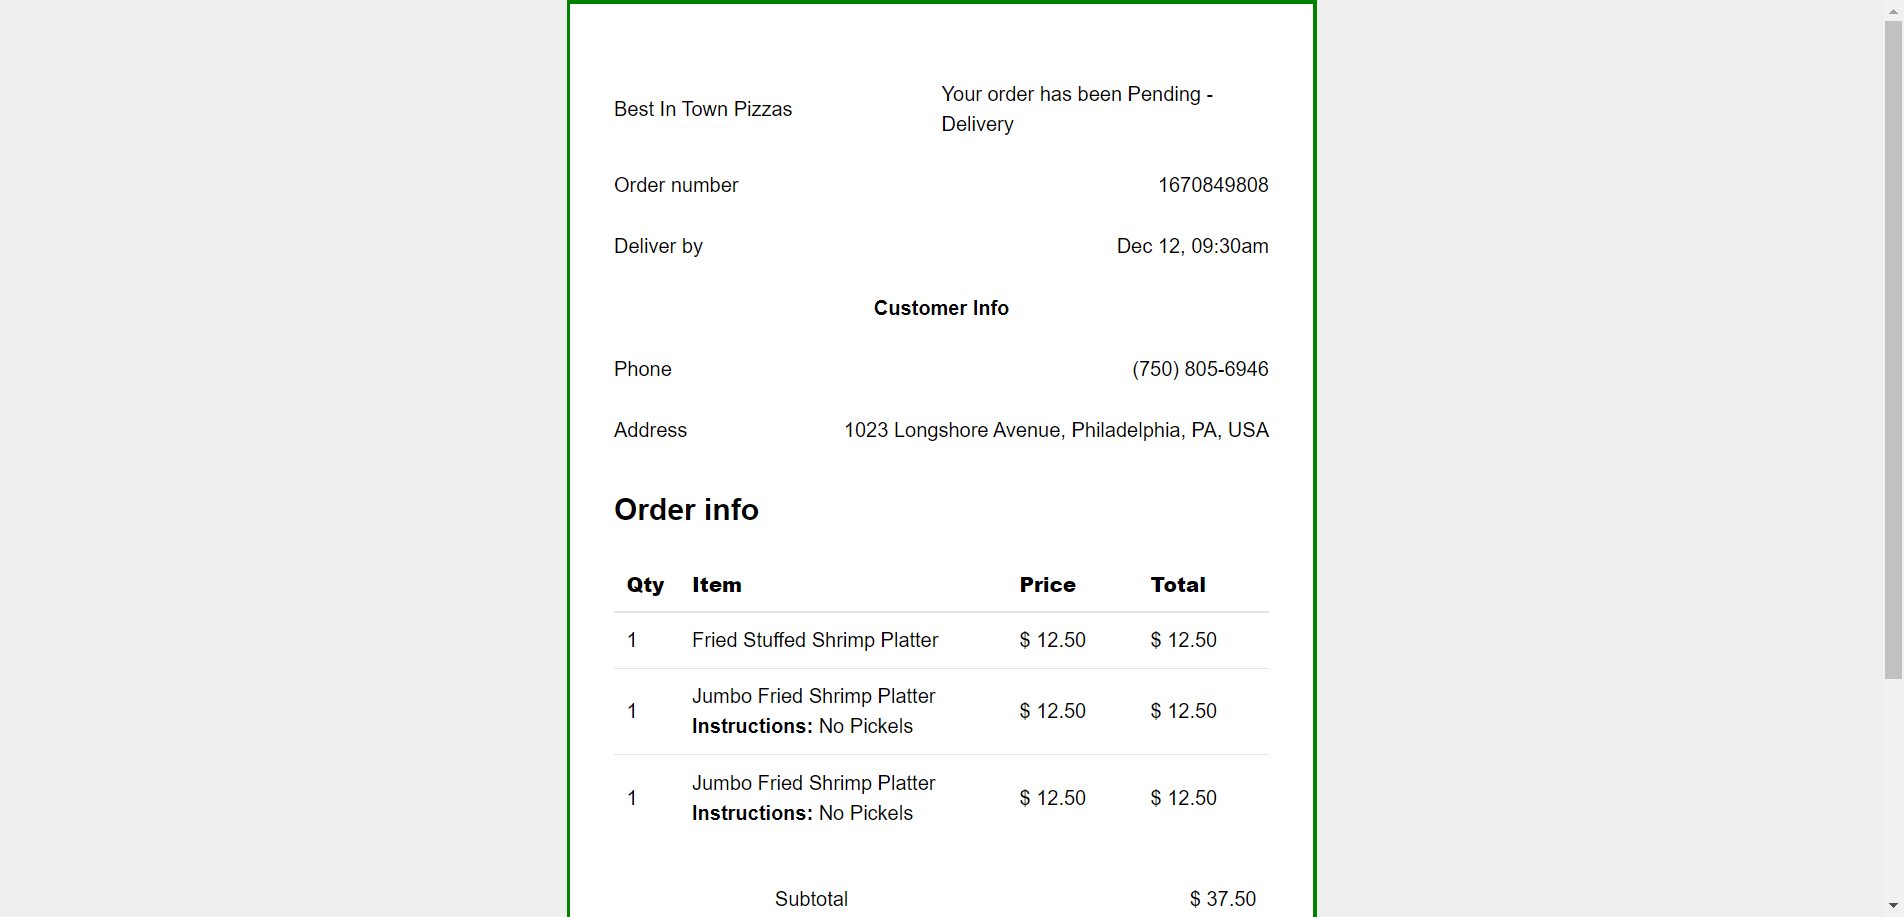 Best In Town Pizzas
Your order has been Pending -
Delivery
Order number 1670849808
Deliver by Dec 12, 09:30am
Customer Info
Phone (750) 805-6946
Address 1023 Longshore Avenue, Philadelphia, PA, USA
Order info
Qty Item Price Total
1 Fried Stuffed Shrimp Platter $ 12.50 $ 12.50
1 Jumbo Fried Shrimp Platter $ 12.50 $ 12.50
Instructions: No Pickels
1 Jumbo Fried Shrimp Platter $ 12.50 $ 12.50
Instructions: No Pickels
Subtotal $ 37.50